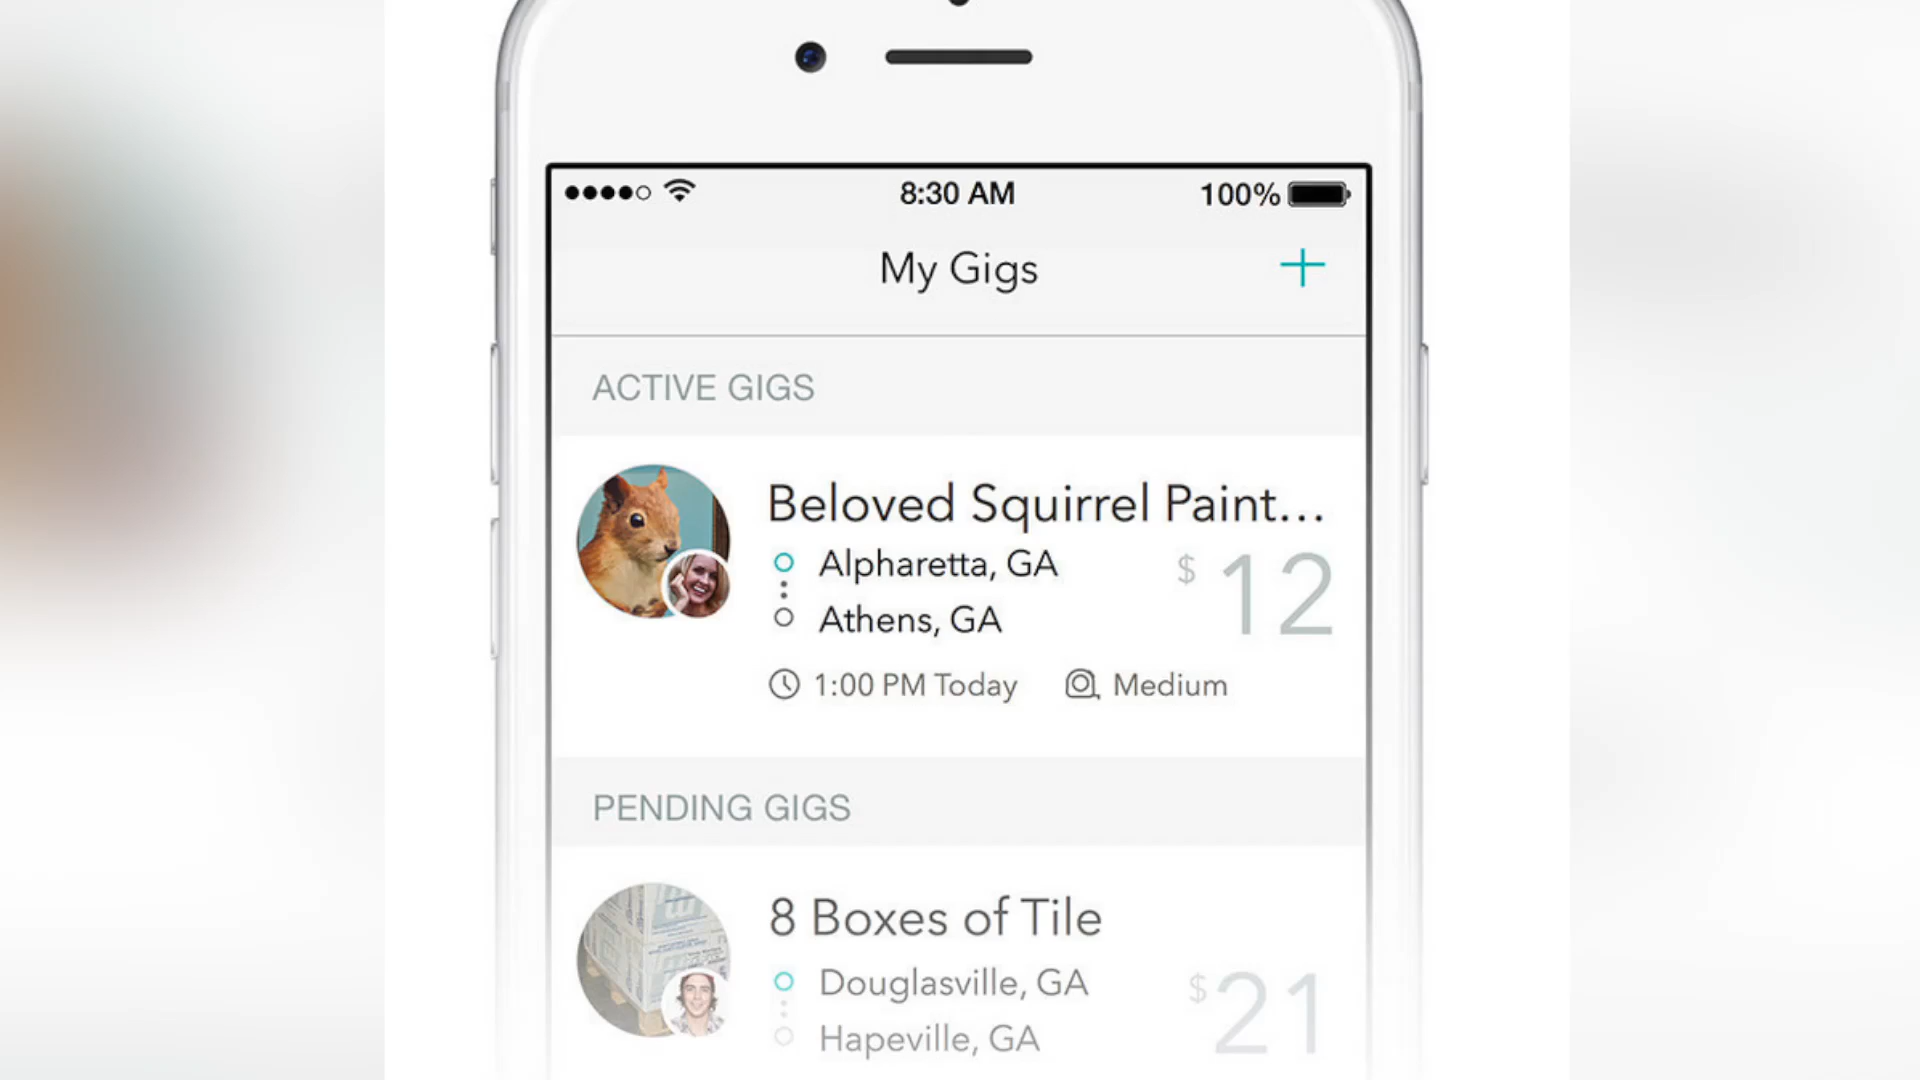 8:30 AM
100%
My Gigs
ACTIVE GIGS
Beloved Squirrel Paint...
Alpharetta, GA
$ 12
Athens, GA
1:00 PM Today
Medium
PENDING GIGS
8 Boxes of Tile
Douglasville, GA
$ 21
Hapeville, GA